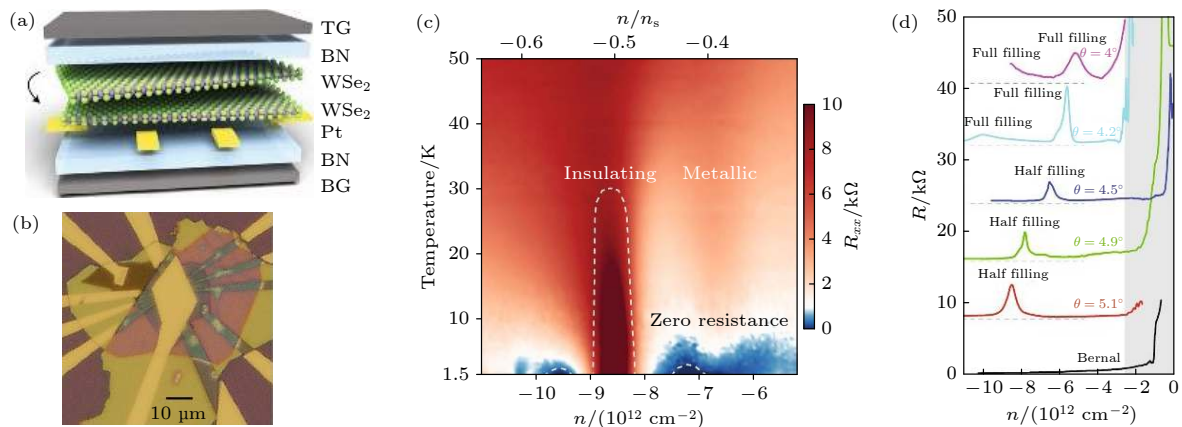 (a)
TG
BN
WSe₂
WSe₂
Pt
BN
BG
(b)
10 μm
(c)
n/nₛ
−0.6
−0.5
−0.4
50
40
30
20
10
1.5
Temperature/K
Insulating
Metallic
Zero resistance
−10
−9
−8
−7
−6
n/(10¹² cm⁻²)
10
8
6
4
2
0
Rₓₓ/kΩ
(d)
50
40
30
20
10
0
R/kΩ
Full filling
Full filling
θ=4°
Full filling
Full filling
θ=4.2°
Half filling
θ=4.5°
Half filling
θ=4.9°
Half filling
θ=5.1°
Bernal
−10
−8
−6
−4
−2
0
n/(10¹² cm⁻²)